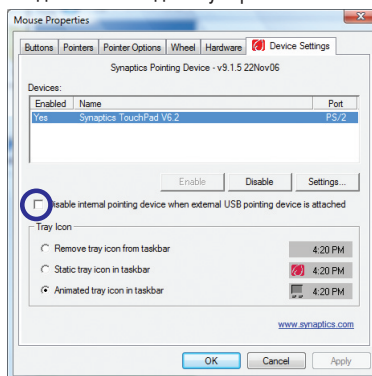 Mouse Properties
Buttons Pointers Pointer Options Wheel Hardware Device Settings
Synaptics Pointing Device - v9.1.5 22Nov06
Devices:
Enabled Name Port
Yes Synaptics TouchPad V6.2 PS/2
Enable Disable Settings...
Disable internal pointing device when external USB pointing device is attached
Tray Icon
Remove tray icon from taskbar 4:20 PM
Static tray icon in taskbar 4:20 PM
Animated tray icon in taskbar 4:20 PM
www.synaptics.com
OK Cancel Apply